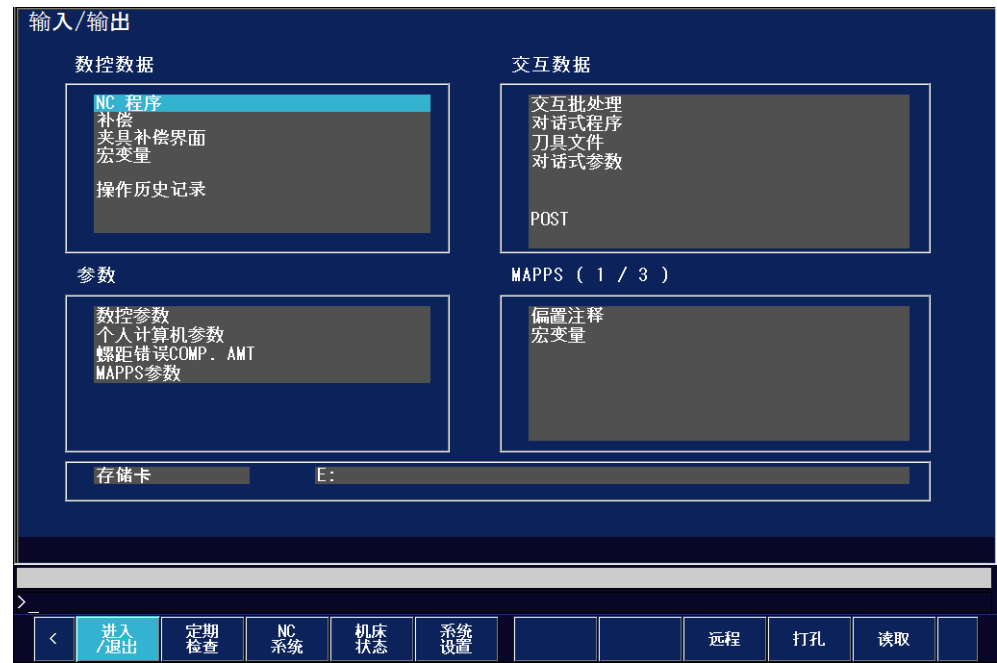 输入/输出
数控数据
NC 程序
补偿
夹具补偿界面
宏变量
操作历史记录
交互数据
交互批处理
对话式程序
刀具文件
对话式参数
POST
参数
数控参数
个人计算机参数
螺距错误COMP. AMT
MAPPS参数
MAPPS ( 1 / 3 )
偏置注释
宏变量
存储卡 E:
>_
<
进入
/退出
定期
检查
NC
系统
机床
状态
系统
设置
远程
打孔
读取